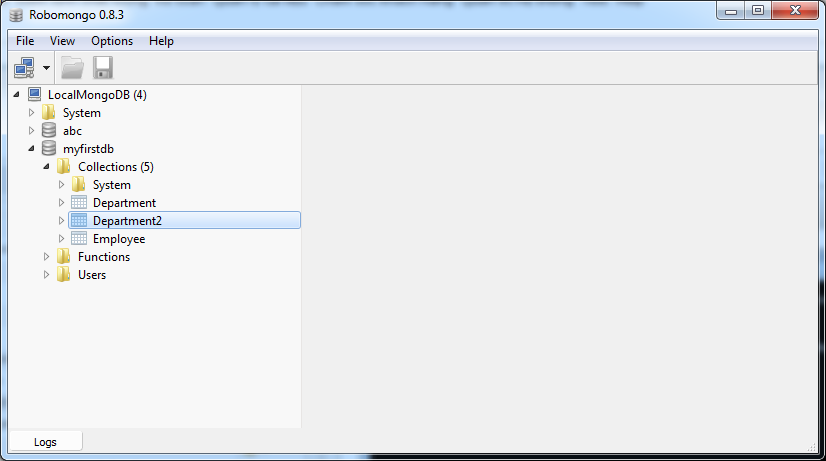 Robomongo 0.8.3
File View Options Help
LocalMongoDB (4)
System
abc
myfirstdb
Collections (5)
System
Department
Department2
Employee
Functions
Users
Logs